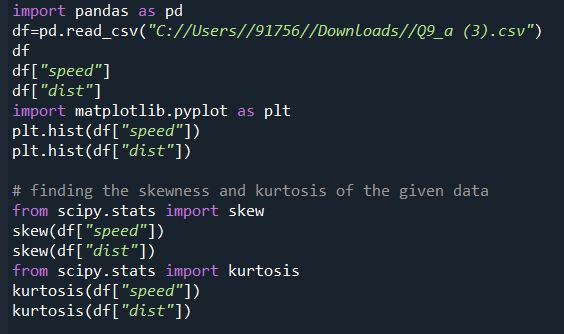 import pandas as pd
df=pd.read_csv("C://Users//91756//Downloads//Q9_a (3).csv")
df
df["speed"]
df["dist"]
import matplotlib.pyplot as plt
plt.hist(df["speed"])
plt.hist(df["dist"])

# finding the skewness and kurtosis of the given data
from scipy.stats import skew
skew(df["speed"])
skew(df["dist"])
from scipy.stats import kurtosis
kurtosis(df["speed"])
kurtosis(df["dist"])